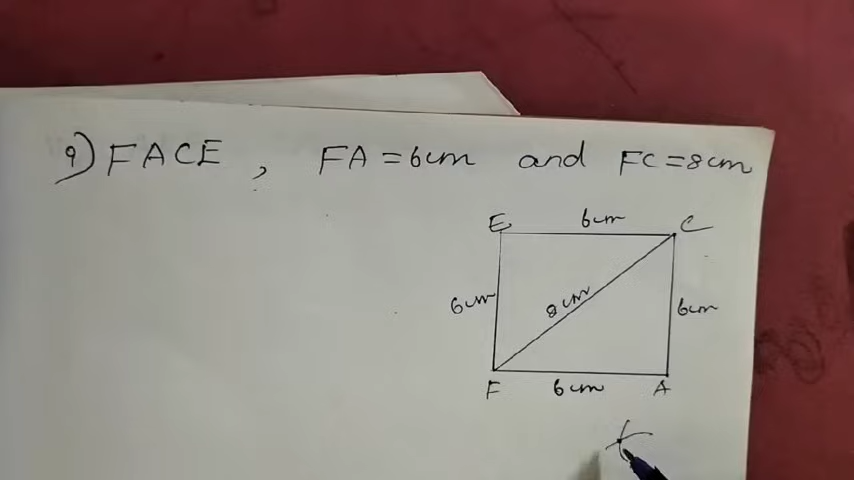 9) FACE, FA = 6cm and FC = 8cm
E 6cm C
6cm 8cm 6cm
F 6cm A